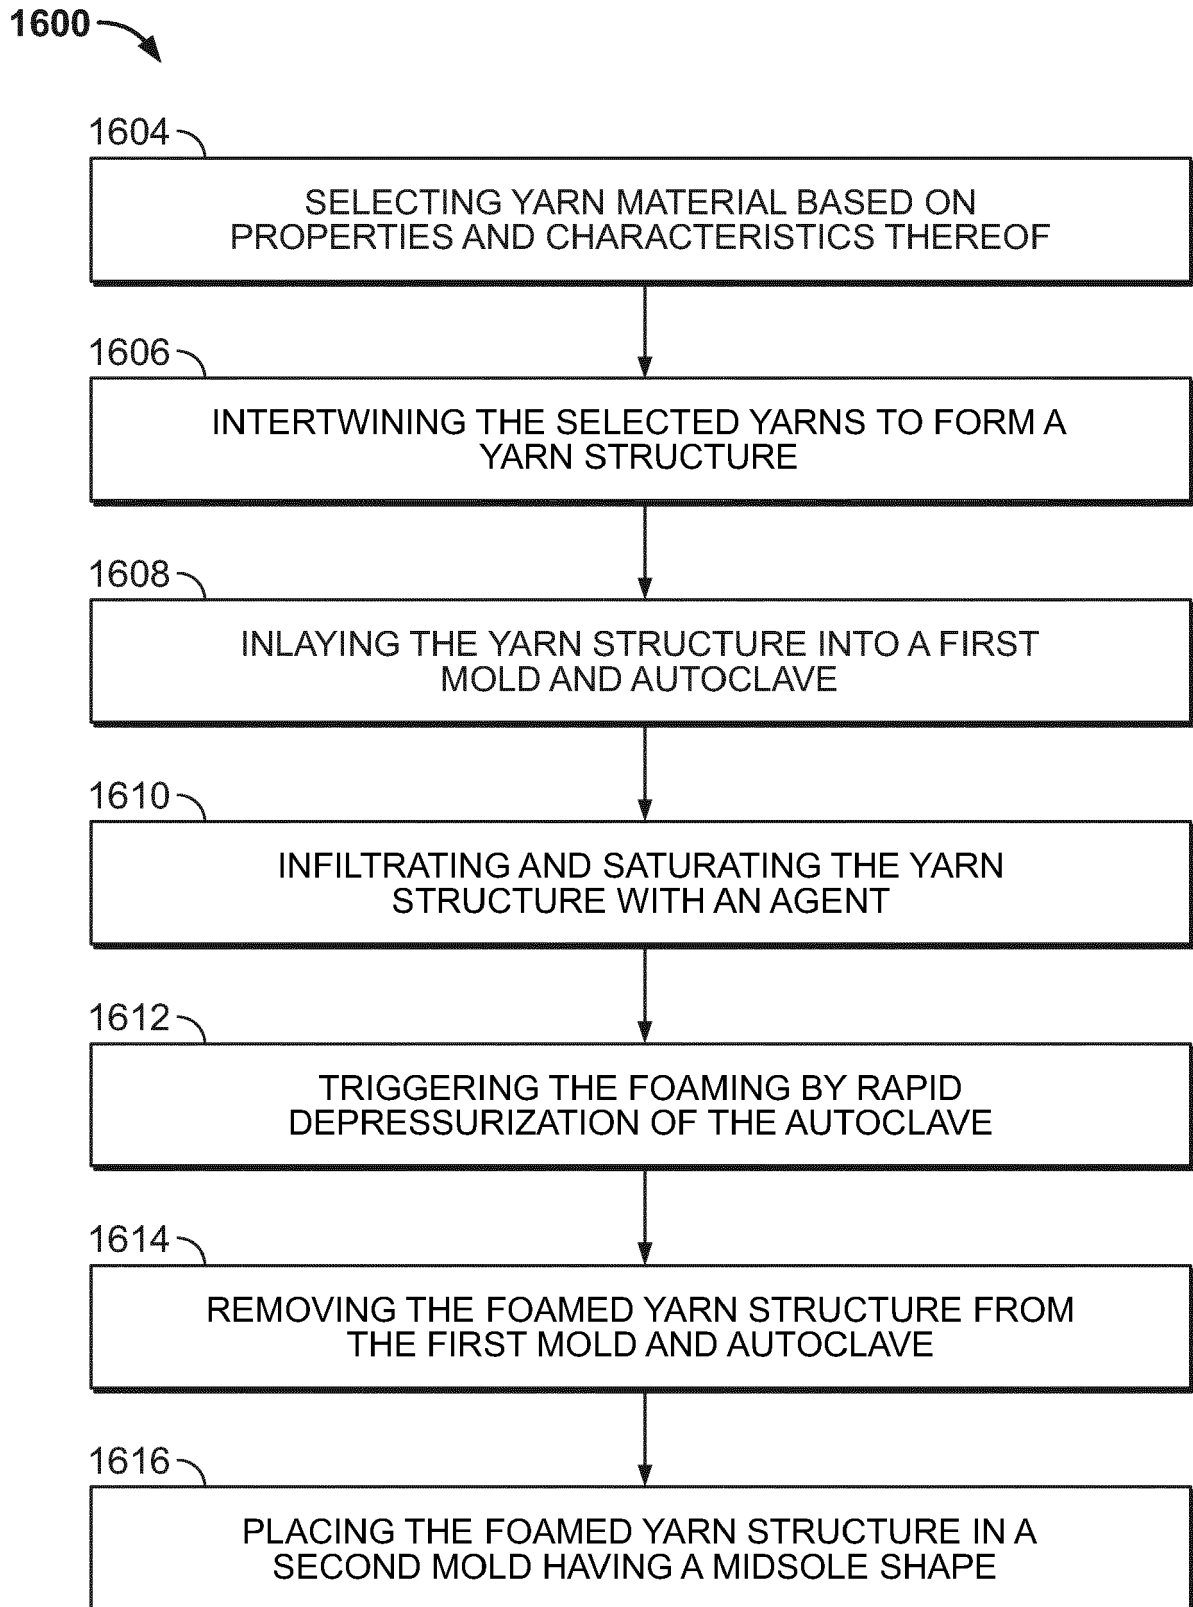 1600
1604
SELECTING YARN MATERIAL BASED ON
PROPERTIES AND CHARACTERISTICS THEREOF
1606
INTERTWINING THE SELECTED YARNS TO FORM A
YARN STRUCTURE
1608
INLAYING THE YARN STRUCTURE INTO A FIRST
MOLD AND AUTOCLAVE
1610
INFILTRATING AND SATURATING THE YARN
STRUCTURE WITH AN AGENT
1612
TRIGGERING THE FOAMING BY RAPID
DEPRESSURIZATION OF THE AUTOCLAVE
1614
REMOVING THE FOAMED YARN STRUCTURE FROM
THE FIRST MOLD AND AUTOCLAVE
1616
PLACING THE FOAMED YARN STRUCTURE IN A
SECOND MOLD HAVING A MIDSOLE SHAPE